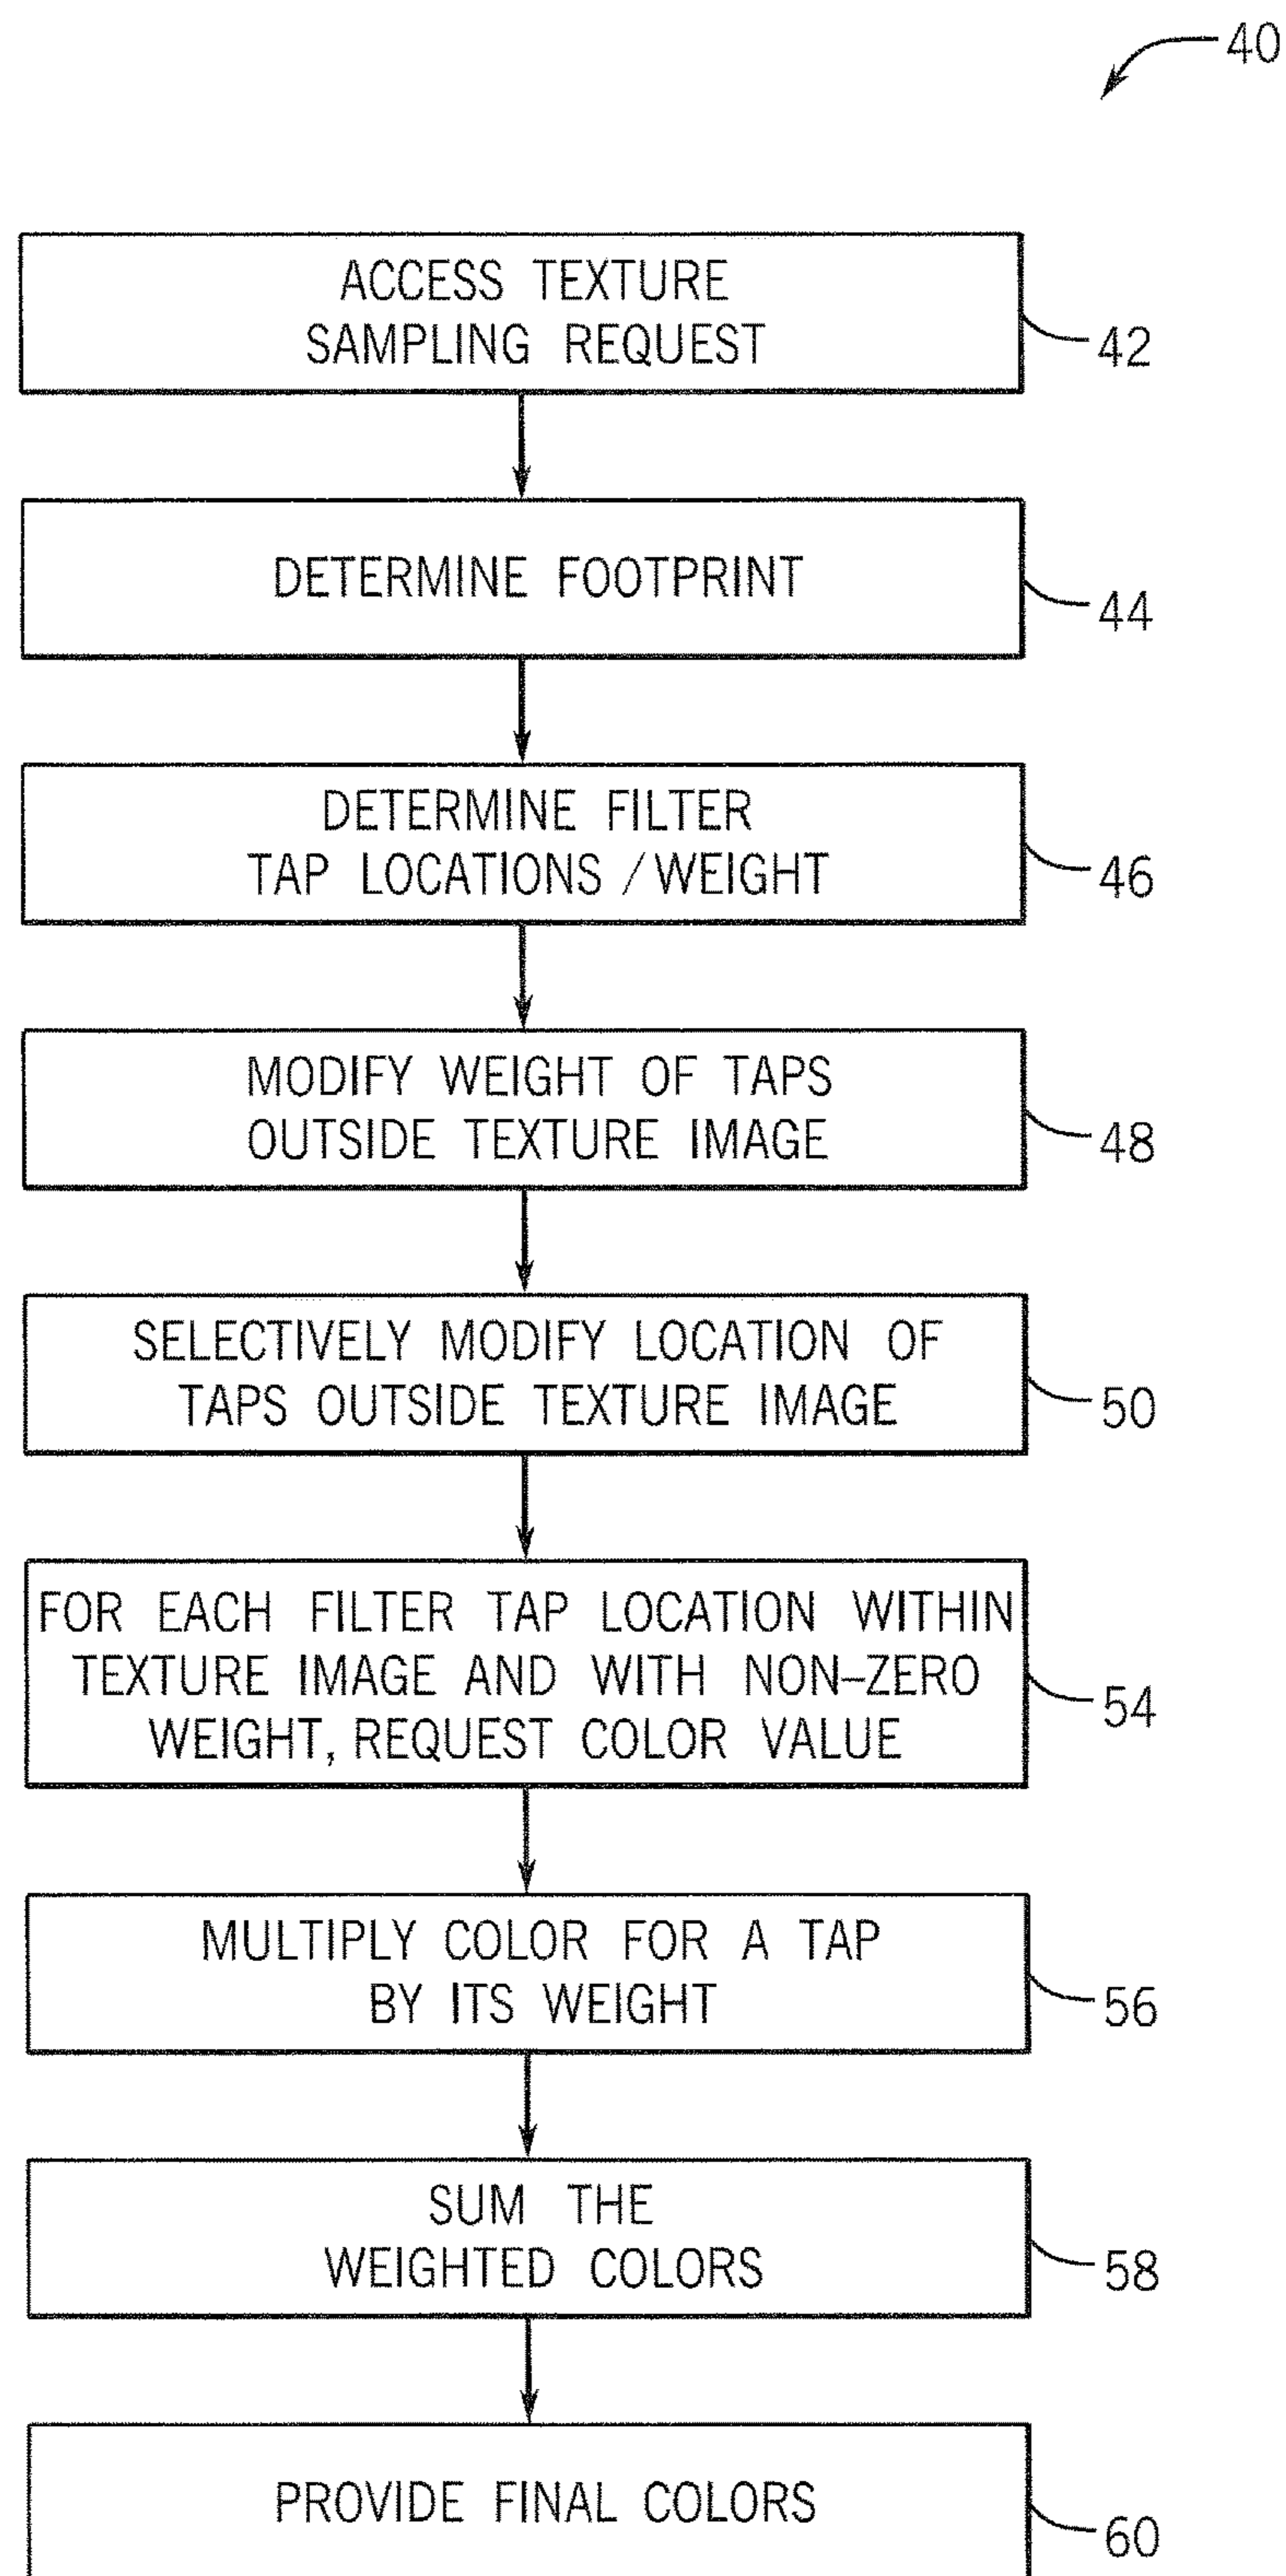 40
ACCESS TEXTURE
SAMPLING REQUEST
42
DETERMINE FOOTPRINT
44
DETERMINE FILTER
TAP LOCATIONS / WEIGHT
46
MODIFY WEIGHT OF TAPS
OUTSIDE TEXTURE IMAGE
48
SELECTIVELY MODIFY LOCATION OF
TAPS OUTSIDE TEXTURE IMAGE
50
FOR EACH FILTER TAP LOCATION WITHIN
TEXTURE IMAGE AND WITH NON-ZERO
WEIGHT, REQUEST COLOR VALUE
54
MULTIPLY COLOR FOR A TAP
BY ITS WEIGHT
56
SUM THE
WEIGHTED COLORS
58
PROVIDE FINAL COLORS
60